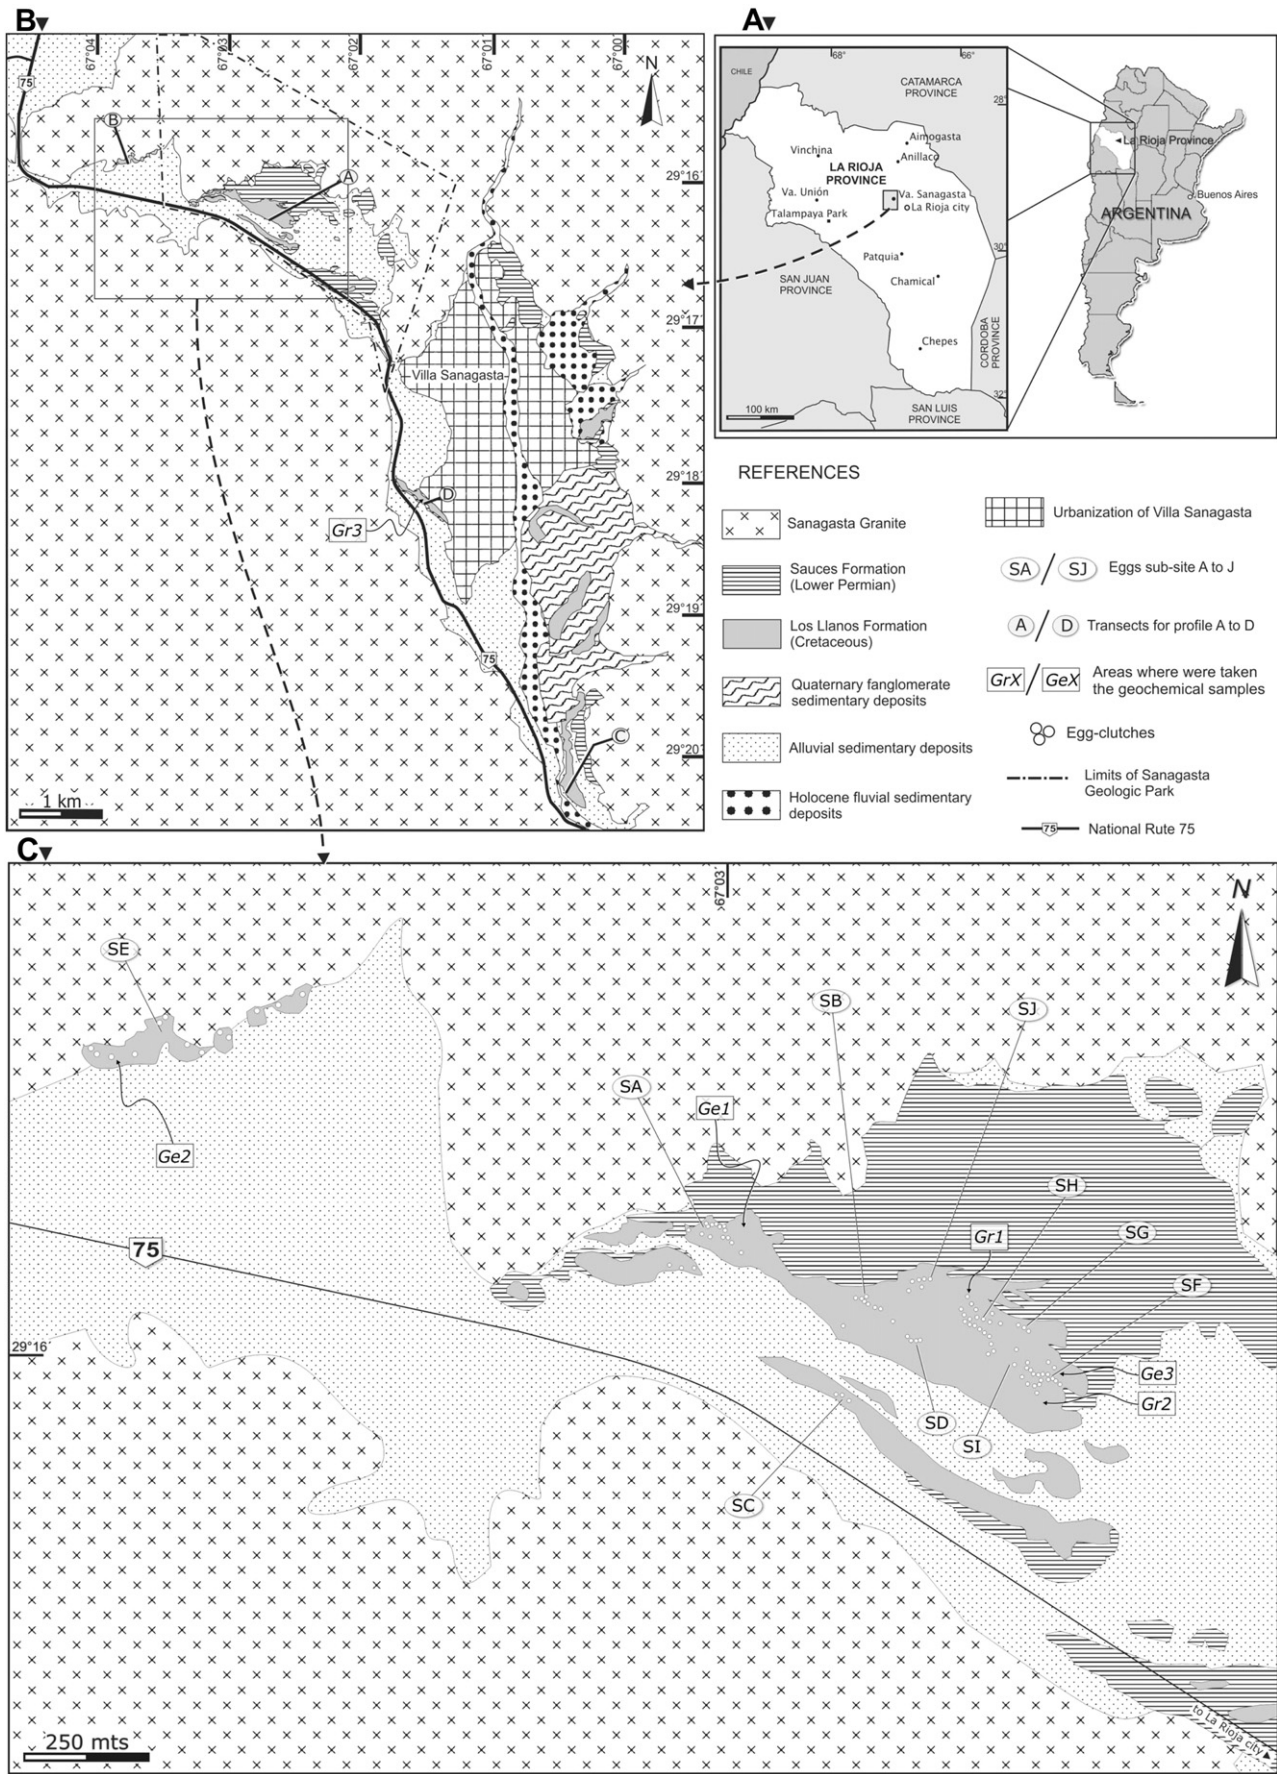 B▾
67°04´
67°03´
67°02´
67°01´
67°00´
N
75
B
A
29°16´
29°17´
Villa Sanagasta
29°18´
D
Gr3
29°19´
75
C
29°20´
1 km
A▾
68°
66°
CHILE
CATAMARCA
PROVINCE
28°
Aimogasta
Vinchina
Anillaco
LA RIOJA
PROVINCE
Va. Unión
Va. Sanagasta
La Rioja city
Talampaya Park
30°
Patquia
SAN JUAN
PROVINCE
Chamical
CORDOBA
PROVINCE
Chepes
32°
100 km
SAN LUIS
PROVINCE
La Rioja Province
Buenos Aires
ARGENTINA
REFERENCES
Sanagasta Granite
Sauces Formation
(Lower Permian)
Los Llanos Formation
(Cretaceous)
Quaternary fanglomerate
sedimentary deposits
Alluvial sedimentary deposits
Holocene fluvial sedimentary
deposits
Urbanization of Villa Sanagasta
SA / SJ Eggs sub-site A to J
A / D Transects for profile A to D
GrX / GeX Areas where were taken
the geochemical samples
Egg-clutches
Limits of Sanagasta
Geologic Park
75 National Rute 75
C▾
67°03´
N
SE
SB
SJ
SA
Ge1
Ge2
SH
Gr1
SG
75
SF
29°16´
Ge3
Gr2
SD
SI
SC
250 mts
to La Rioja city